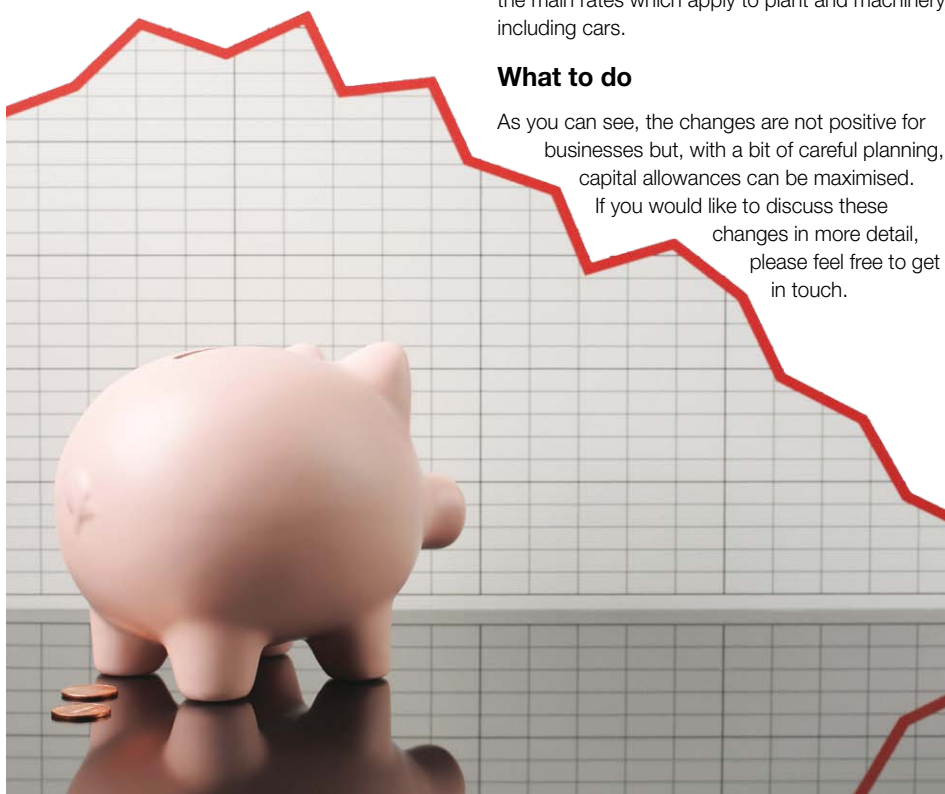 the main rates which apply to plant and machinery
including cars.
What to do
As you can see, the changes are not positive for
businesses but, with a bit of careful planning,
capital allowances can be maximised.
If you would like to discuss these
changes in more detail,
please feel free to get
in touch.